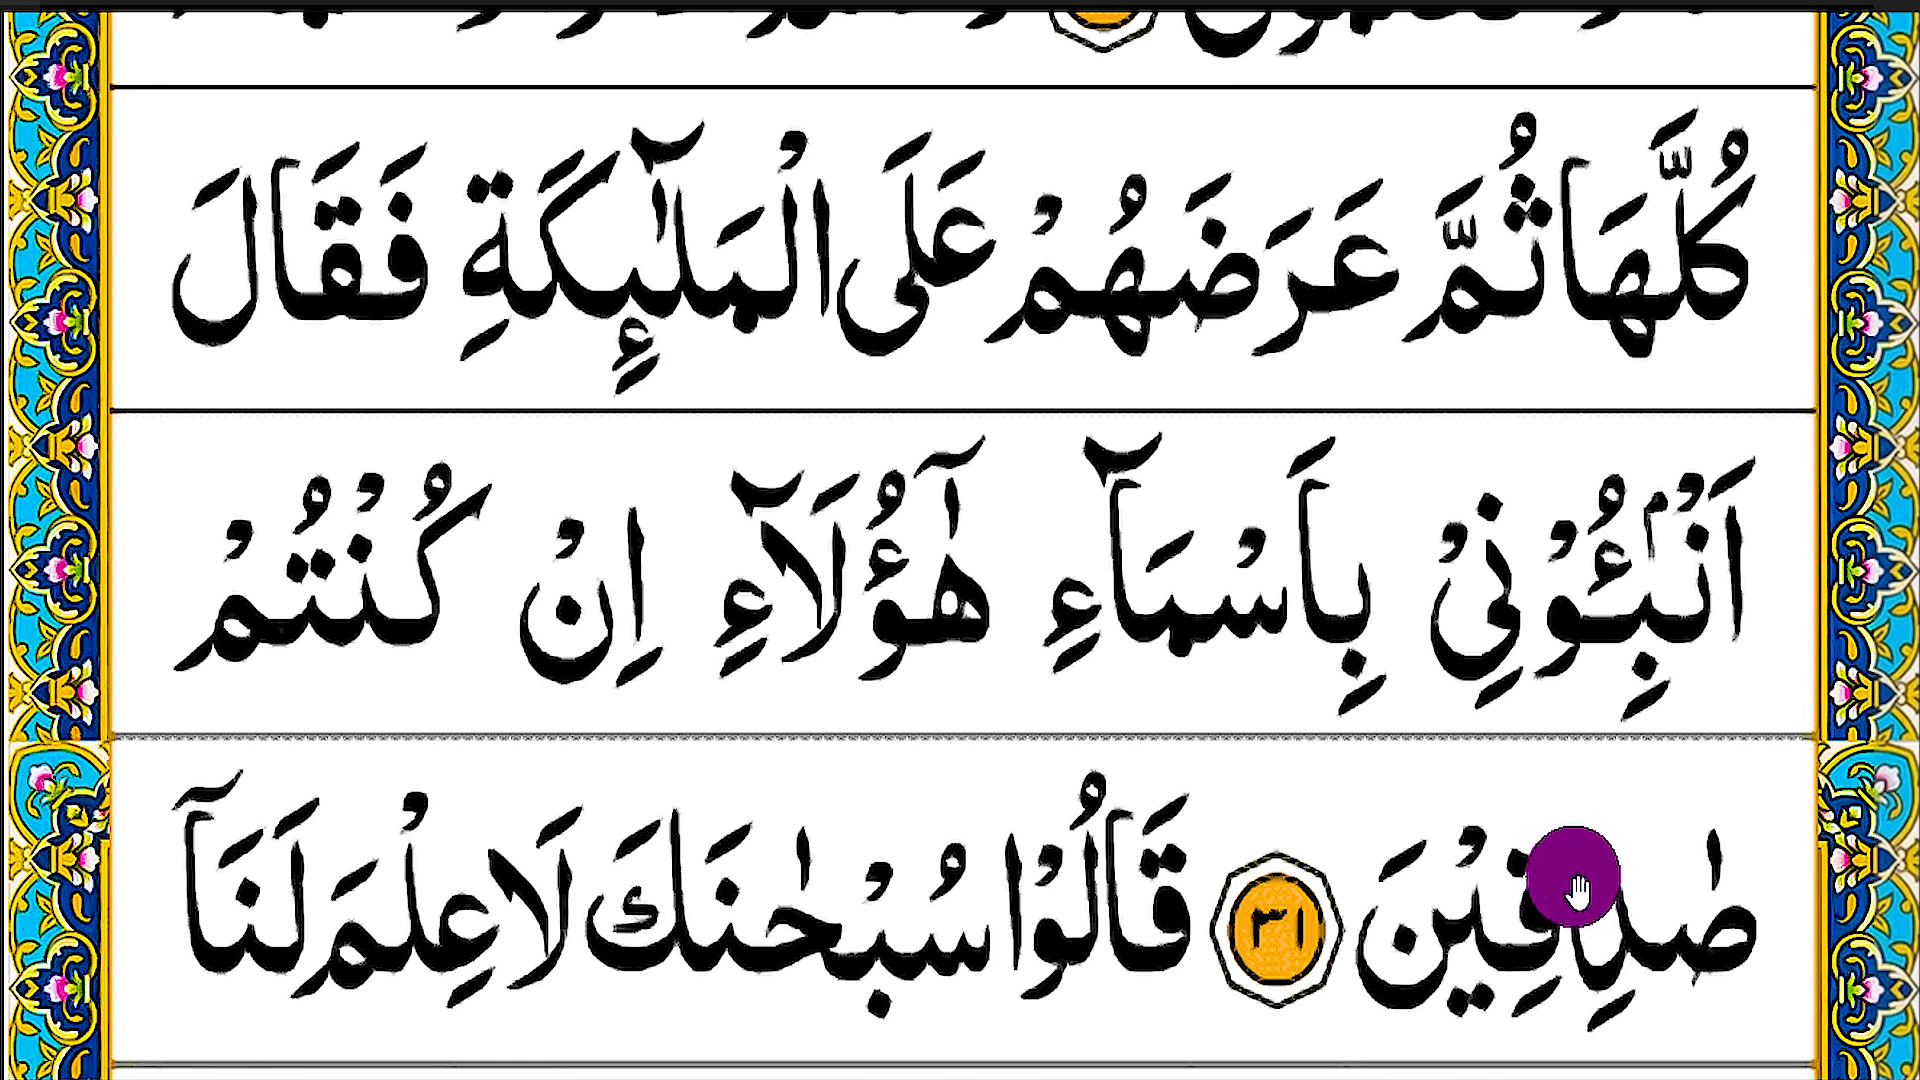 كُلَّهَا ثُمَّ عَرَضَهُمْ عَلَى الْمَلٰٓئِكَةِ فَقَالَ
اَنْۢبِـُٔوْنِيْ بِاَسْمَآءِ هٰٓؤُلَآءِ اِنْ كُنْتُمْ
صٰدِقِيْنَ ٣١ قَالُوْا سُبْحٰنَكَ لَا عِلْمَ لَنَآ